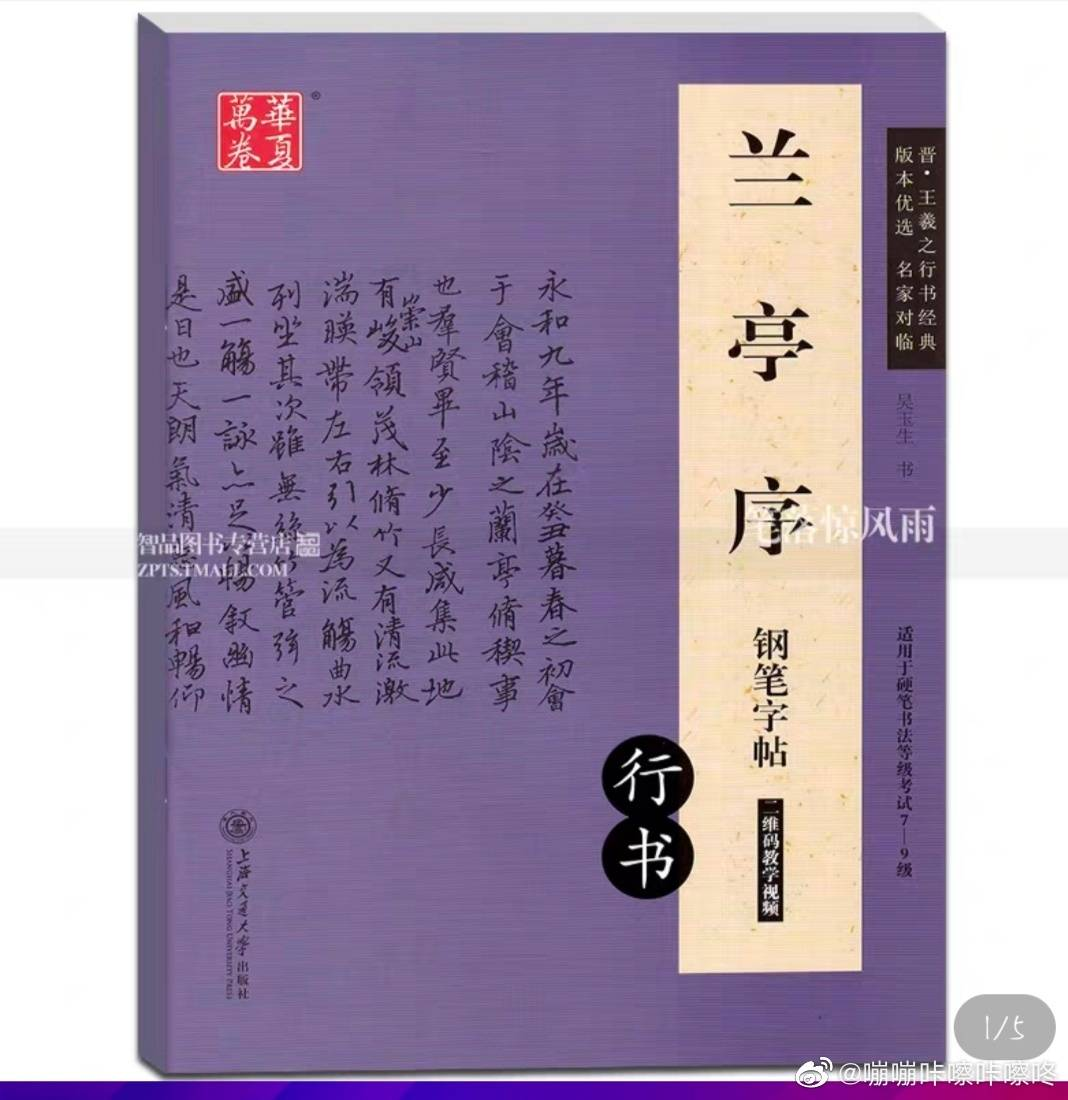 華夏
萬卷
®
兰亭序
钢笔字帖
二维码教学视频
行书
晋·王羲之行书经典
版本优选 名家对临
吴玉生 书
笔落惊风雨
适用于硬笔书法等级考试7—9级
永和九年歲在癸丑暮春之初會
于會稽山陰之蘭亭脩稧事
也羣賢畢至少長咸集此地
有崇山峻領茂林脩竹又有清流激
湍暎帶左右引以為流觴曲水
列坐其次雖無絲竹管弦之
盛一觴一詠亦足以暢敘幽情
是日也天朗氣清惠風和暢仰
智品图书专营店
ZPTS.TMALL.COM
上海交通大学出版社
SHANGHAI JIAO TONG UNIVERSITY PRESS
1/5
@嘣嘣咔嚓咔嚓咚